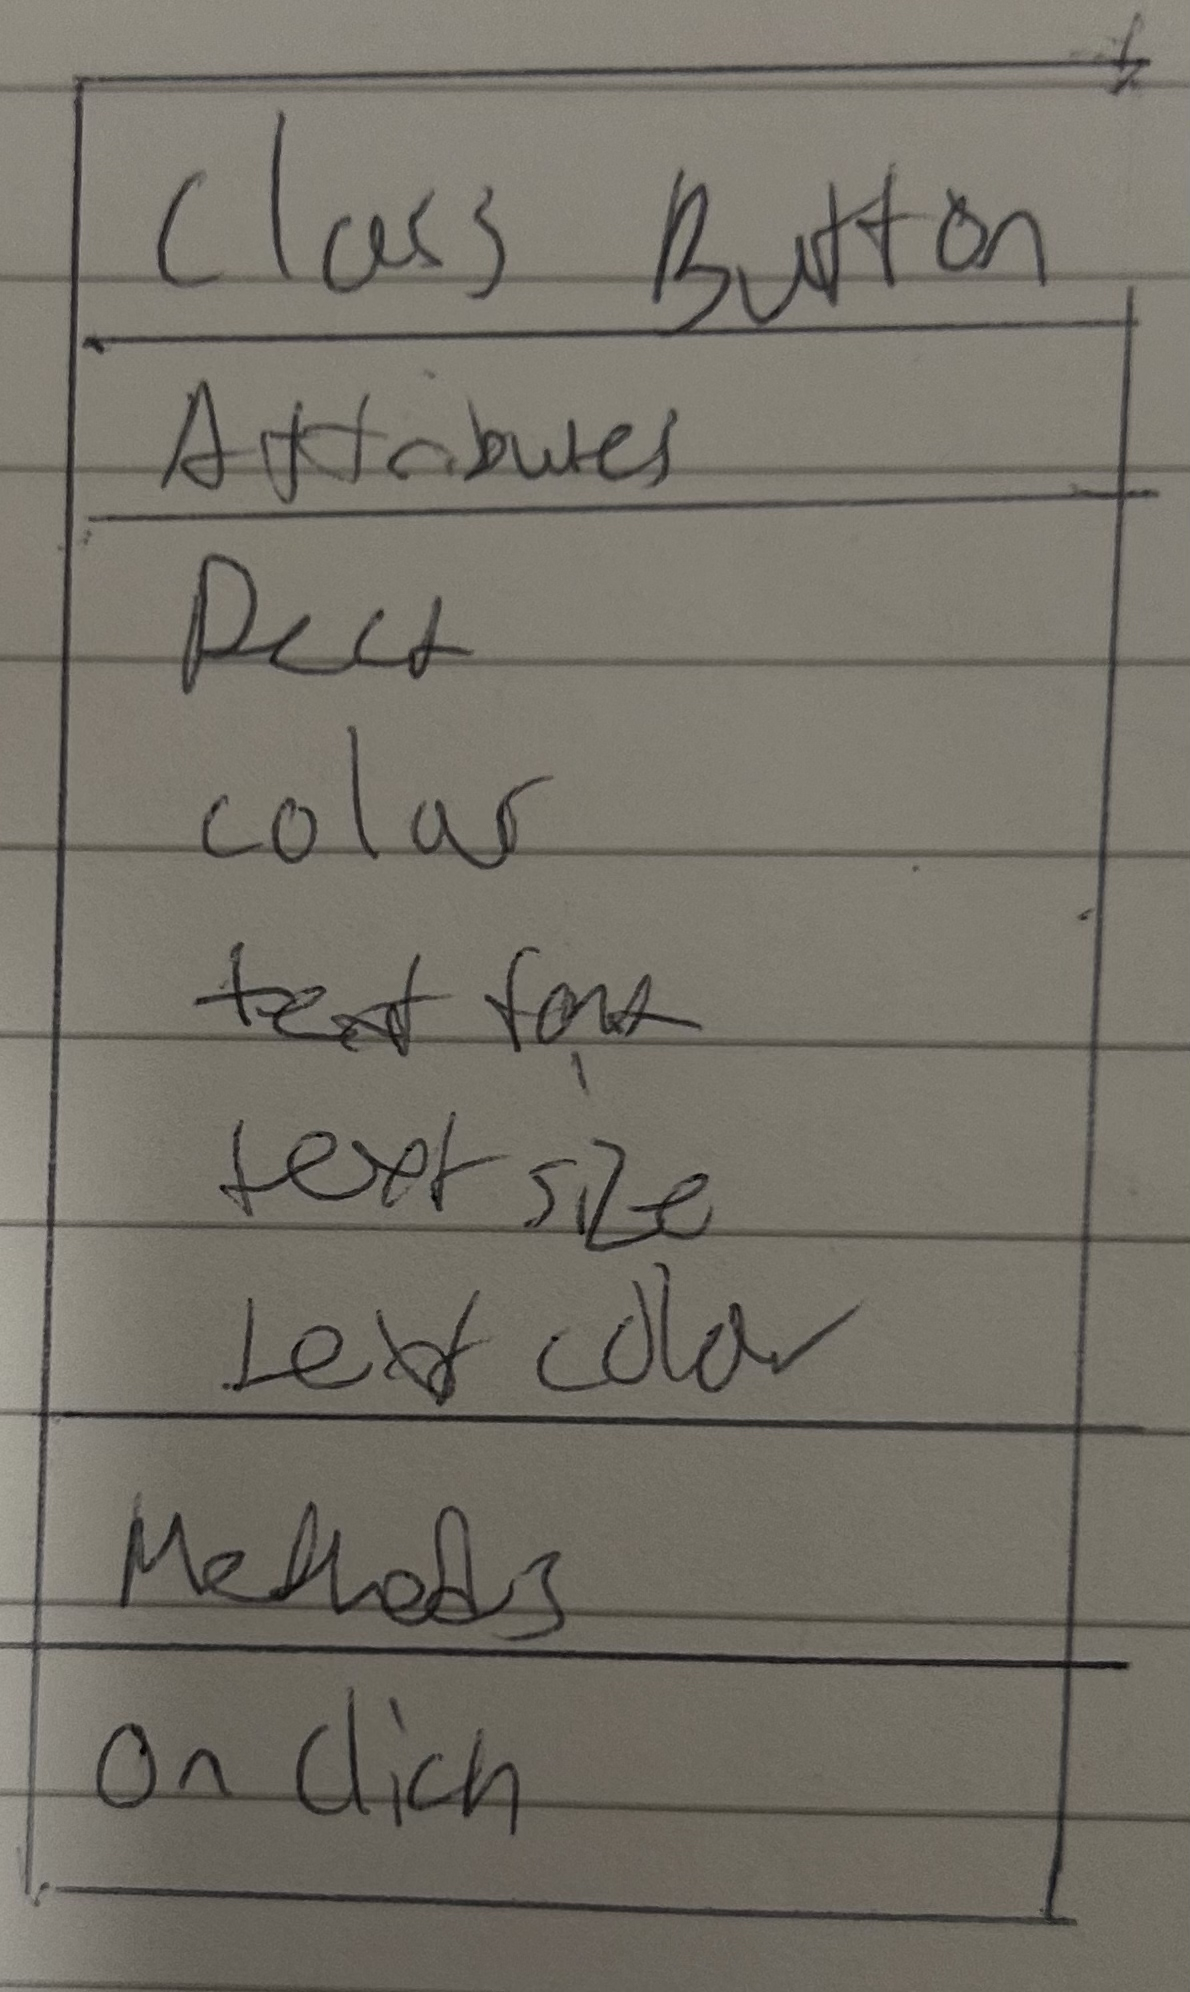 Class Button
Attributes
Rect
color
text font
text size
text color
Methods
On click